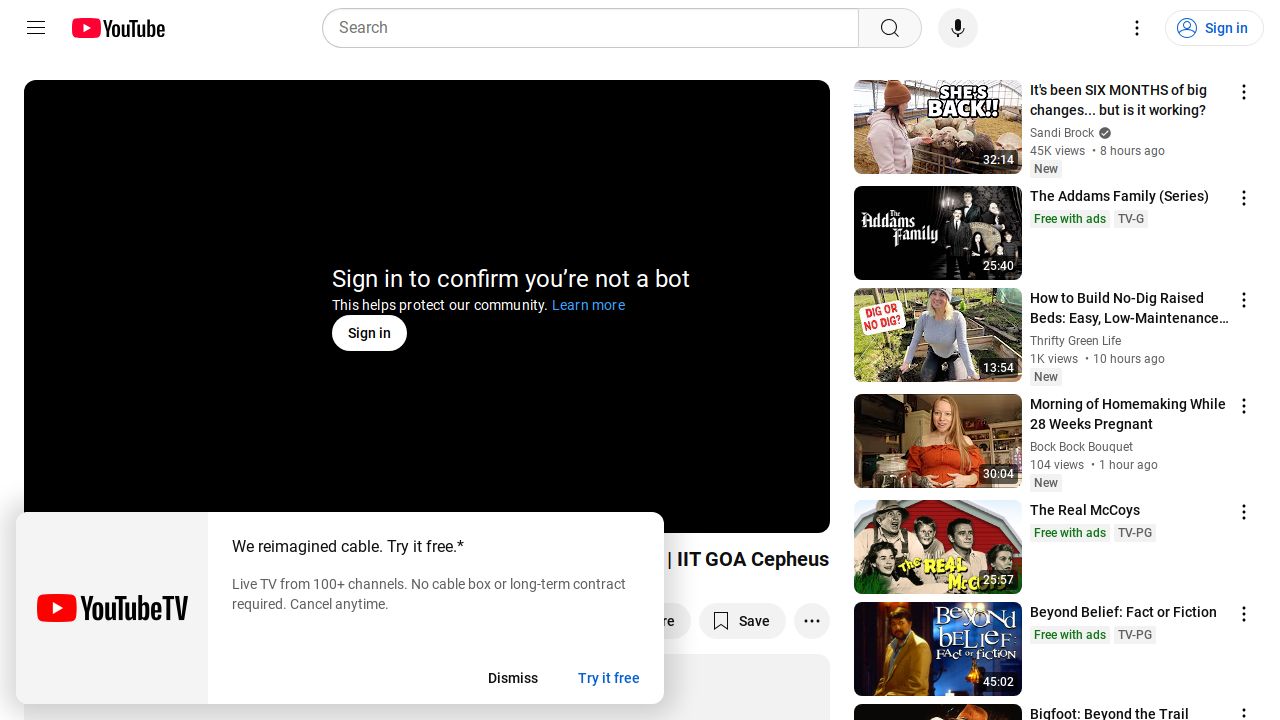 YouTube
Search
Sign in
Sign in to confirm you’re not a bot
This helps protect our community. Learn more
Sign in
| IIT GOA Cepheus
re
Save
We reimagined cable. Try it free.*
Live TV from 100+ channels. No cable box or long-term contract
required. Cancel anytime.
YouTubeTV
Dismiss
Try it free
SHE'S
BACK!!
32:14
It's been SIX MONTHS of big
changes... but is it working?
Sandi Brock
45K views • 8 hours ago
New
The
Addams
Family
25:40
The Addams Family (Series)
Free with ads
TV-G
DIG OR
NO DIG?
13:54
How to Build No-Dig Raised
Beds: Easy, Low-Maintenance…
Thrifty Green Life
1K views • 10 hours ago
New
30:04
Morning of Homemaking While
28 Weeks Pregnant
Bock Bock Bouquet
104 views • 1 hour ago
New
The REAL
McCOYS
25:57
The Real McCoys
Free with ads
TV-PG
BEYOND
BELIEF:
FACT or FICTION
45:02
Beyond Belief: Fact or Fiction
Free with ads
TV-PG
Bigfoot: Beyond the Trail